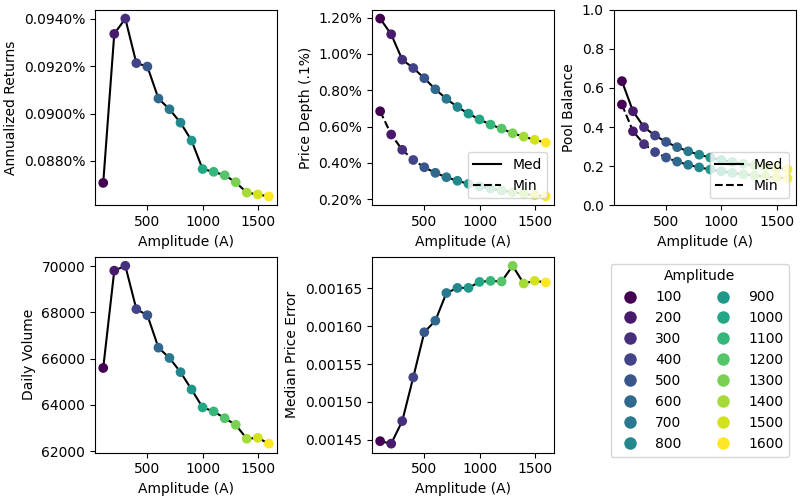 0.0940%
0.0920%
0.0900%
0.0880%
Annualized Returns
500 1000 1500
Amplitude (A)
1.20%
1.00%
0.80%
0.60%
0.40%
0.20%
Price Depth (.1%)
Med
Min
500 1000 1500
Amplitude (A)
1.0
0.8
0.6
0.4
0.2
0.0
Pool Balance
Med
Min
500 1000 1500
Amplitude (A)
70000
68000
66000
64000
62000
Daily Volume
500 1000 1500
Amplitude (A)
0.00165
0.00160
0.00155
0.00150
0.00145
Median Price Error
500 1000 1500
Amplitude (A)
Amplitude
100 900
200 1000
300 1100
400 1200
500 1300
600 1400
700 1500
800 1600